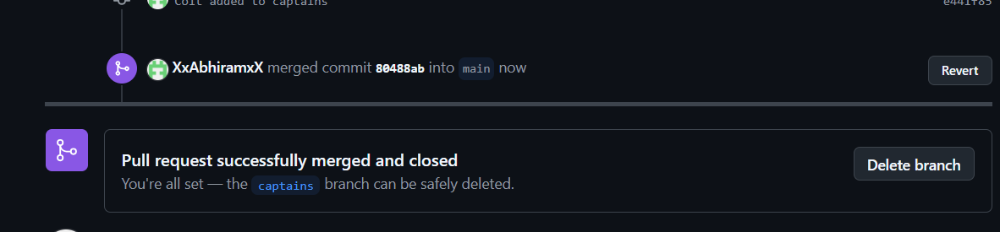 Colt added to captains e441f85
XxAbhiramxX merged commit 80488ab into main now
Revert
Pull request successfully merged and closed
You're all set — the captains branch can be safely deleted.
Delete branch